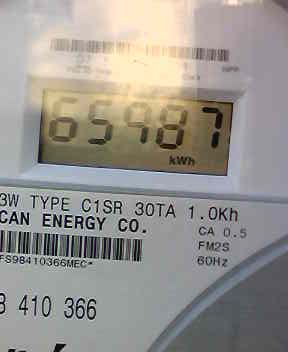 65987
kWh
3W TYPE C1SR 30TA 1.0Kh
CAN ENERGY CO. CA 0.5
FM2S
FS98410366MEC* 60Hz
8 410 366